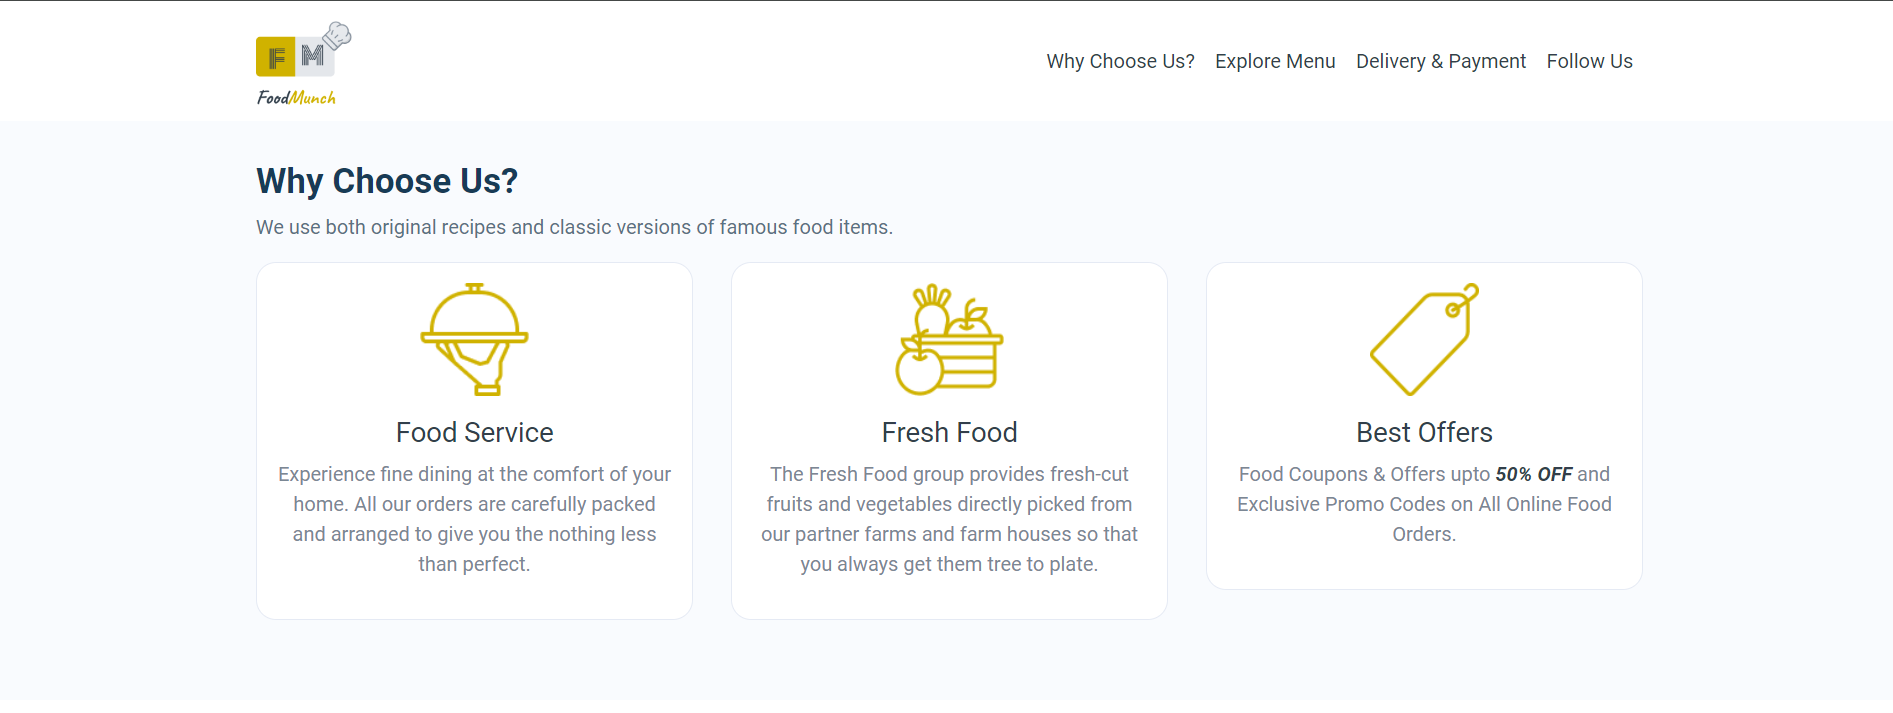 F M
FoodMunch
Why Choose Us? Explore Menu Delivery & Payment Follow Us
Why Choose Us?
We use both original recipes and classic versions of famous food items.
Food Service
Experience fine dining at the comfort of your
home. All our orders are carefully packed
and arranged to give you the nothing less
than perfect.
Fresh Food
The Fresh Food group provides fresh-cut
fruits and vegetables directly picked from
our partner farms and farm houses so that
you always get them tree to plate.
Best Offers
Food Coupons & Offers upto 50% OFF and
Exclusive Promo Codes on All Online Food
Orders.